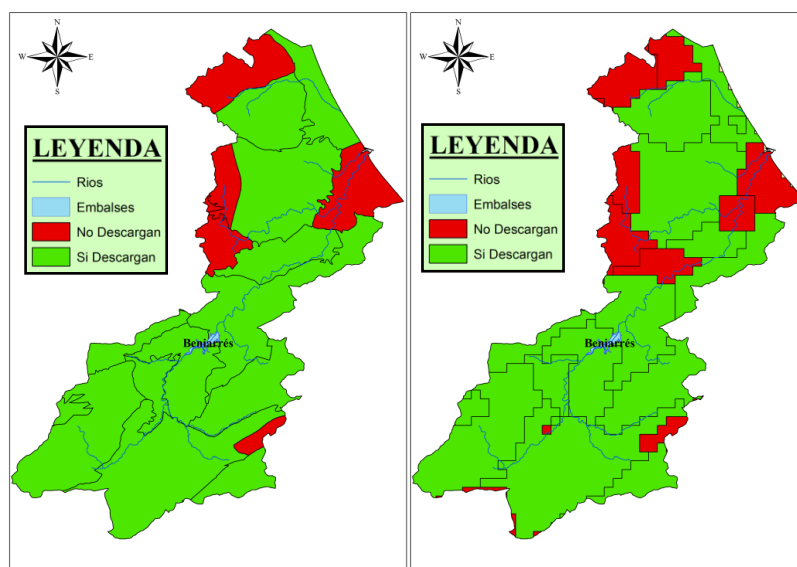 N
W E
S
LEYENDA
Rios
Embalses
No Descargan
Si Descargan
Beniarrés
N
W E
S
LEYENDA
Rios
Embalses
No Descargan
Si Descargan
Beniarrés